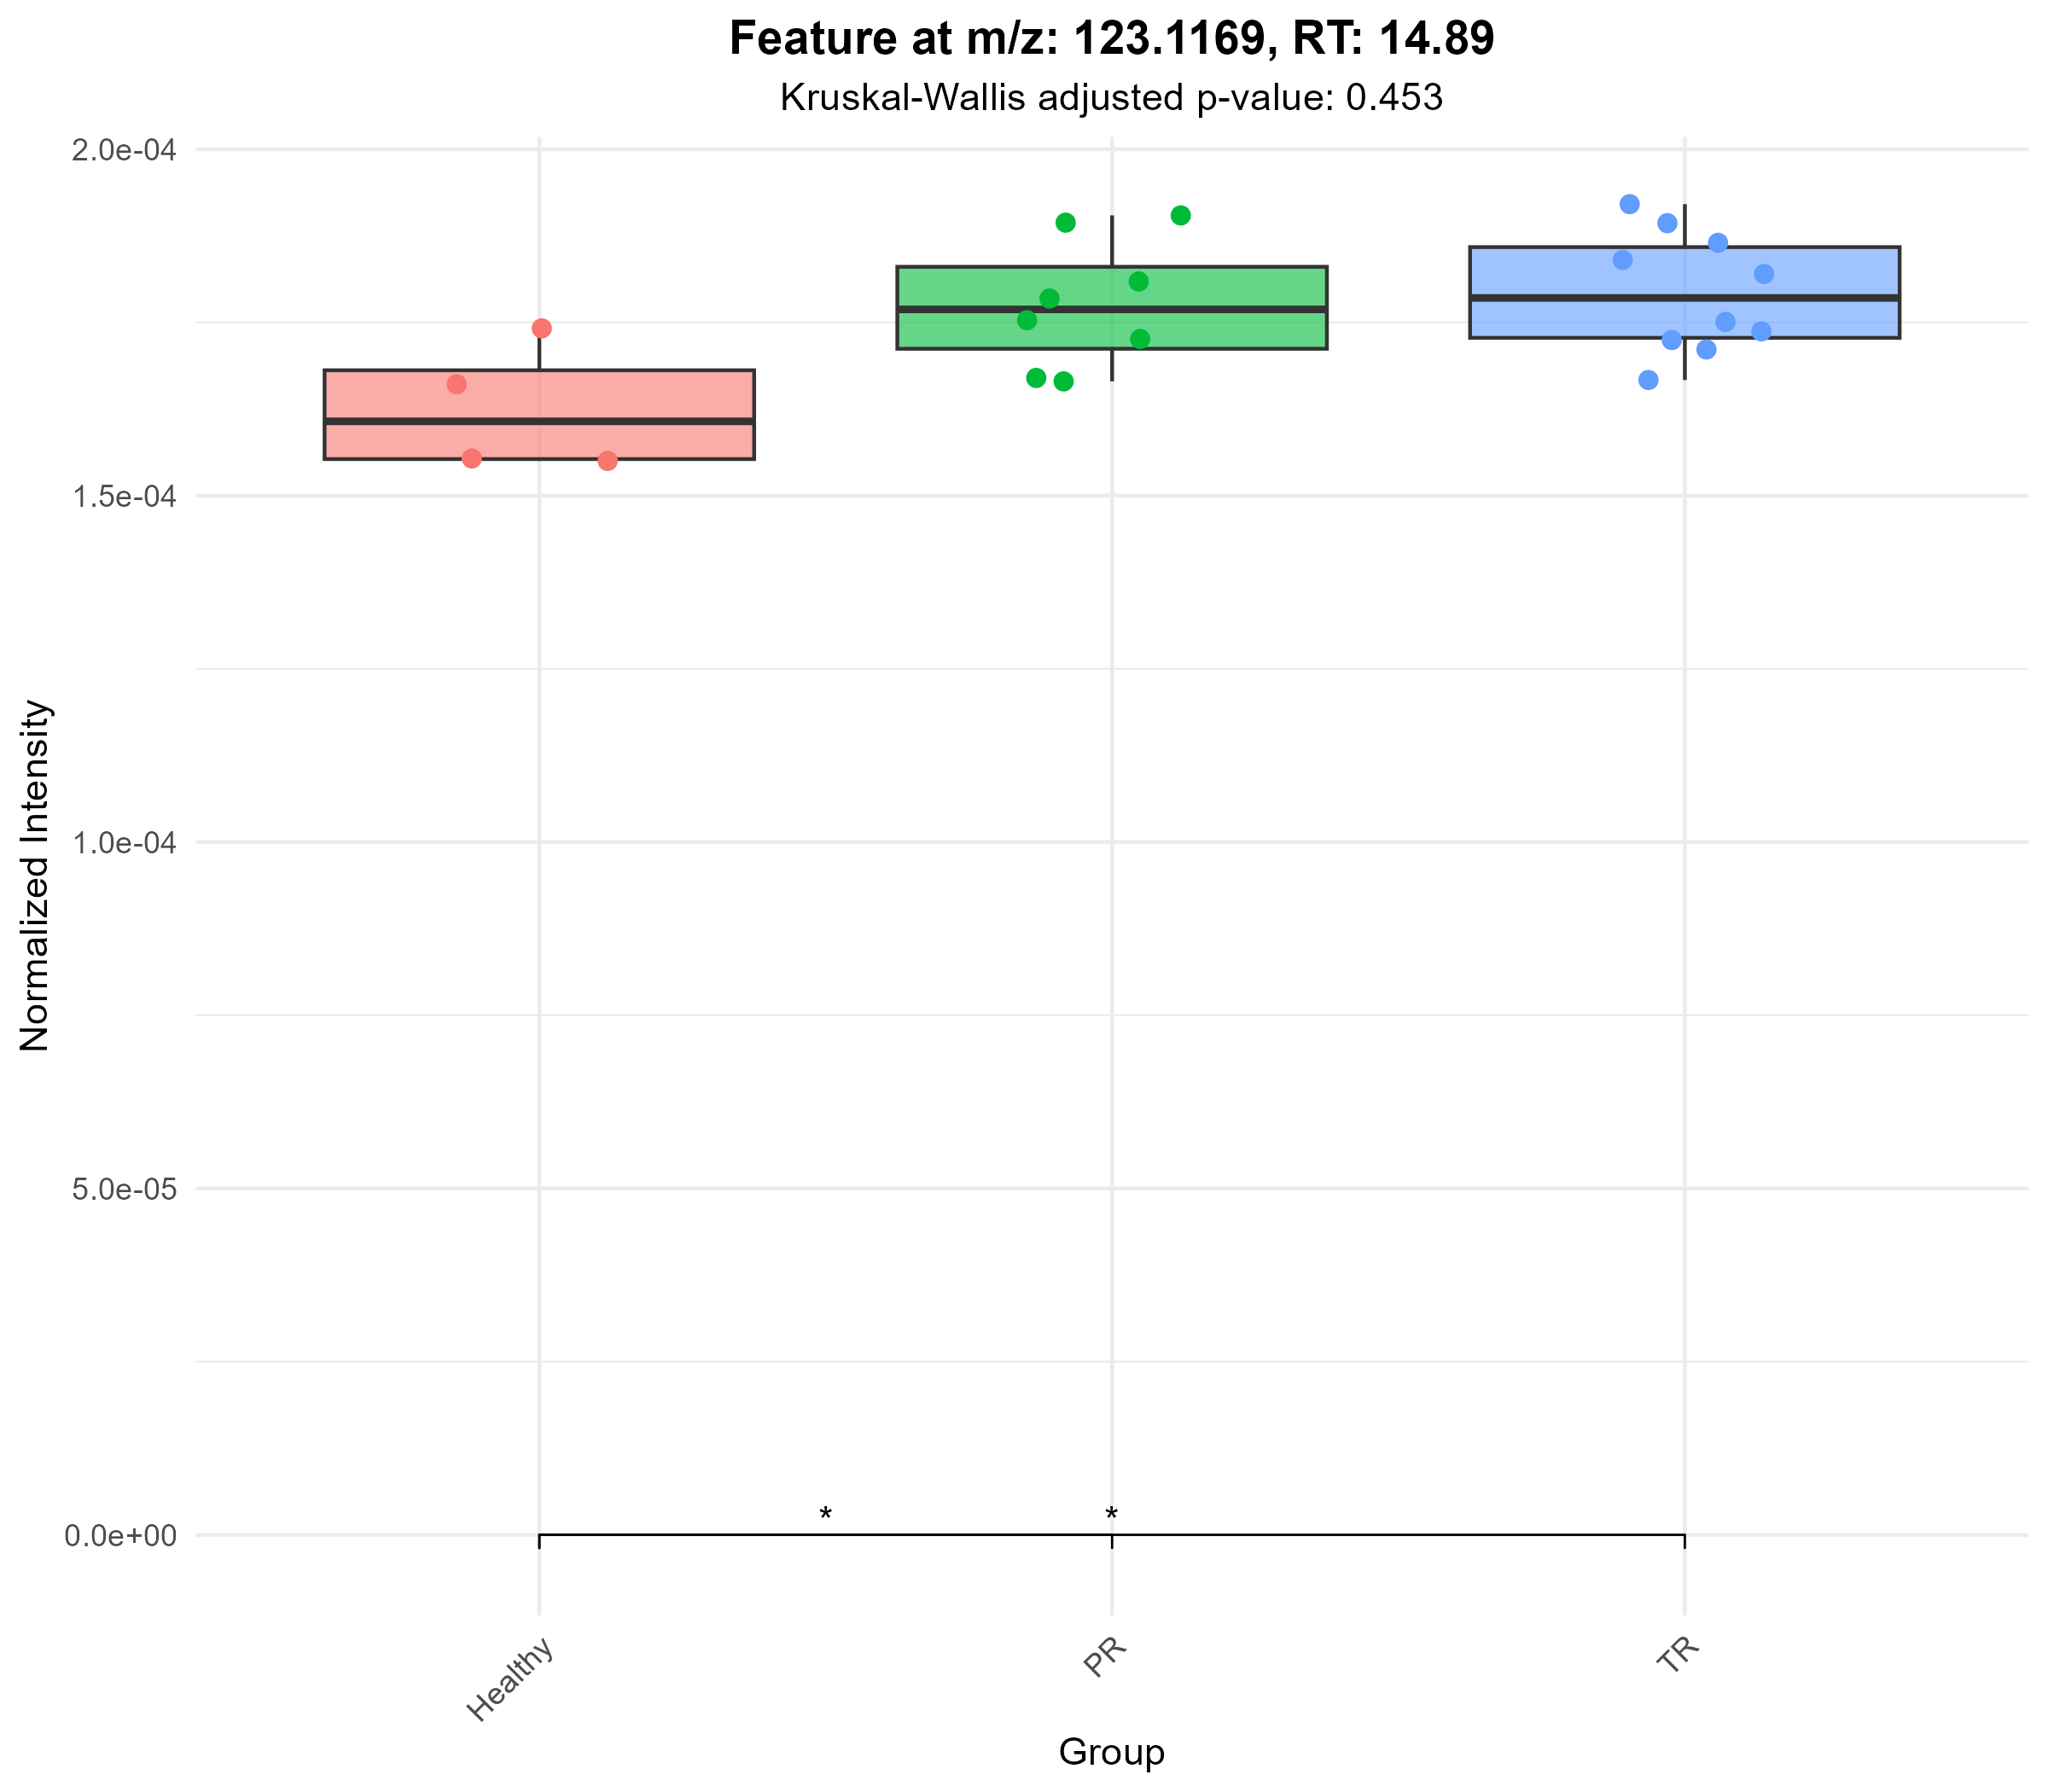 Feature at m/z: 123.1169, RT: 14.89
Kruskal-Wallis adjusted p-value: 0.453
2.0e-04
1.5e-04
1.0e-04
5.0e-05
0.0e+00
Normalized Intensity
* *
Healthy PR TR
Group